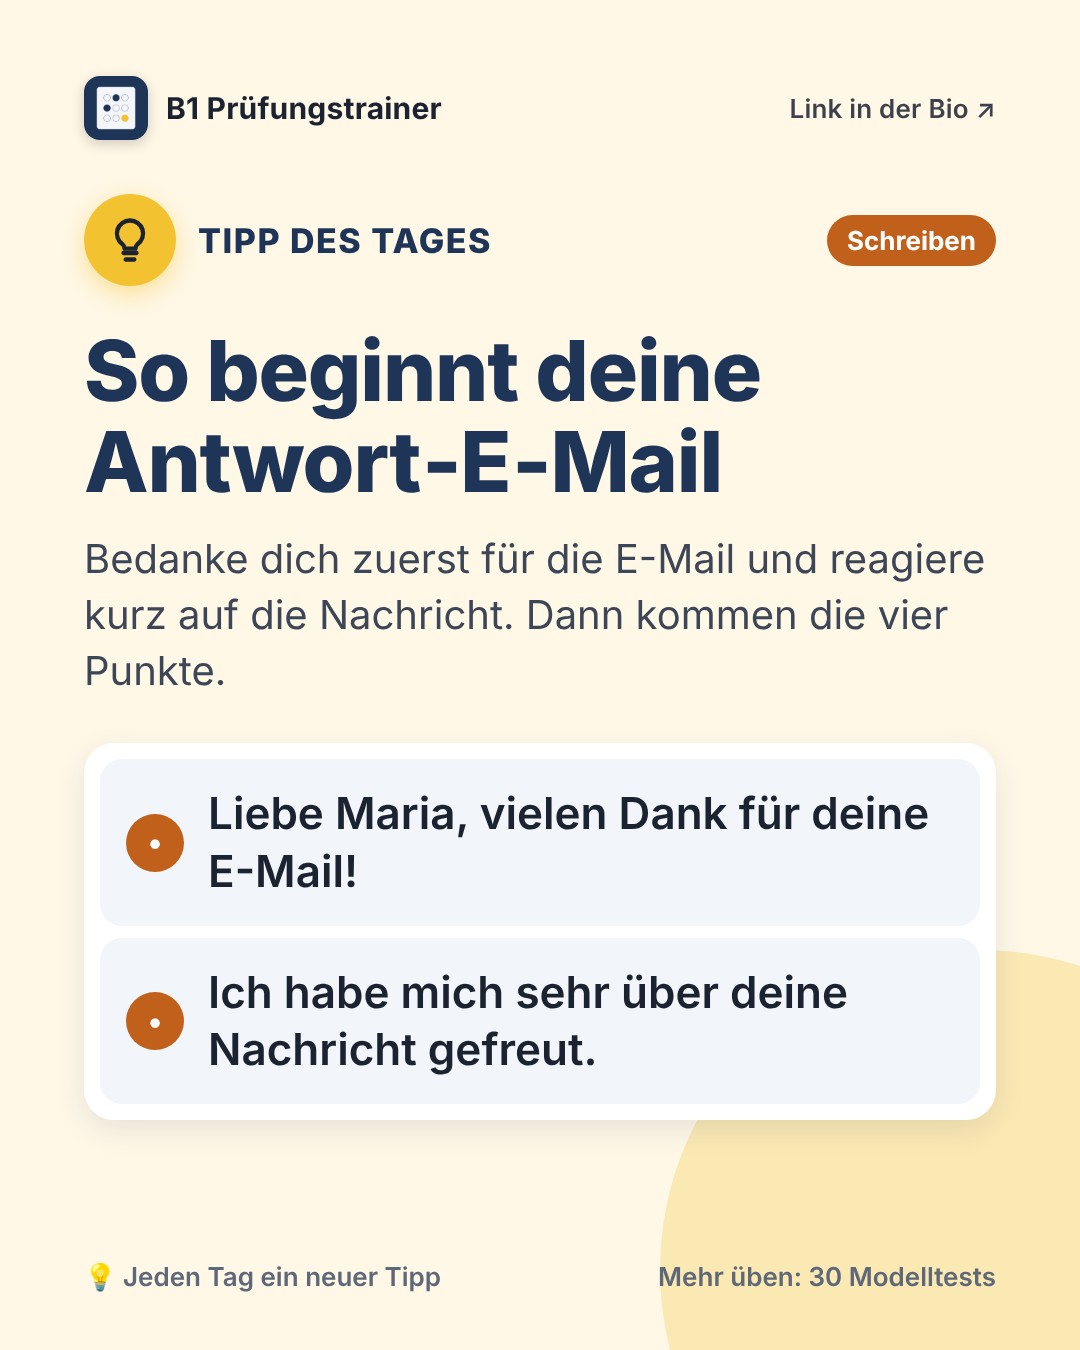 B1 Prüfungstrainer
Link in der Bio ↗
TIPP DES TAGES
Schreiben
So beginnt deine
Antwort-E-Mail
Bedanke dich zuerst für die E-Mail und reagiere
kurz auf die Nachricht. Dann kommen die vier
Punkte.
Liebe Maria, vielen Dank für deine
E-Mail!
Ich habe mich sehr über deine
Nachricht gefreut.
💡 Jeden Tag ein neuer Tipp
Mehr üben: 30 Modelltests